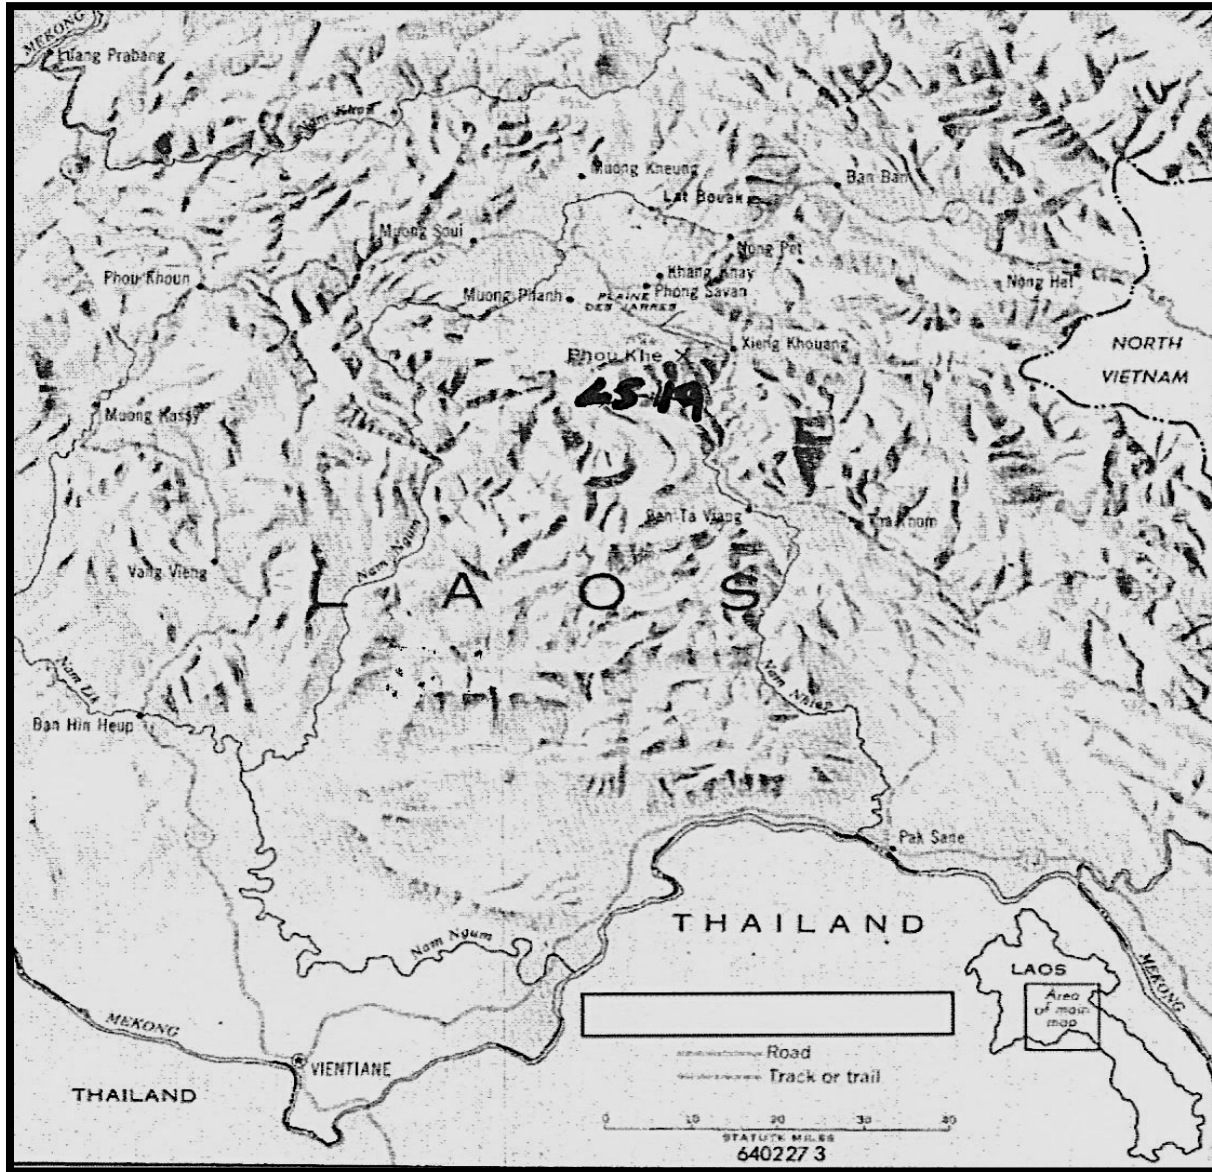 MEKONG
Luang Prabang
Nam Khan
Muong Kheung
Ban Ban
Lat Bouak
Muong Soui
Nong Pet
Phou Khoun
Khang Khay
Nong Het
Muong Phanh
Phong Savan
PLAINE
DES JARRES
Xieng Khouang
NORTH
VIETNAM
Phou Khe
LS-19
Muong Kassy
Ban Ta Viang
Tha Thom
Nam Ngum
Vang Vieng
LAOS
Nam Lik
Nam Nhiep
Ban Hin Heup
Pak Sane
13
THAILAND
Nam Ngum
MEKONG
LAOS
Area
of main
map
MEKONG
Road
VIENTIANE
Track or trail
THAILAND
0 10 20 30 40
STATUTE MILES
640227 3